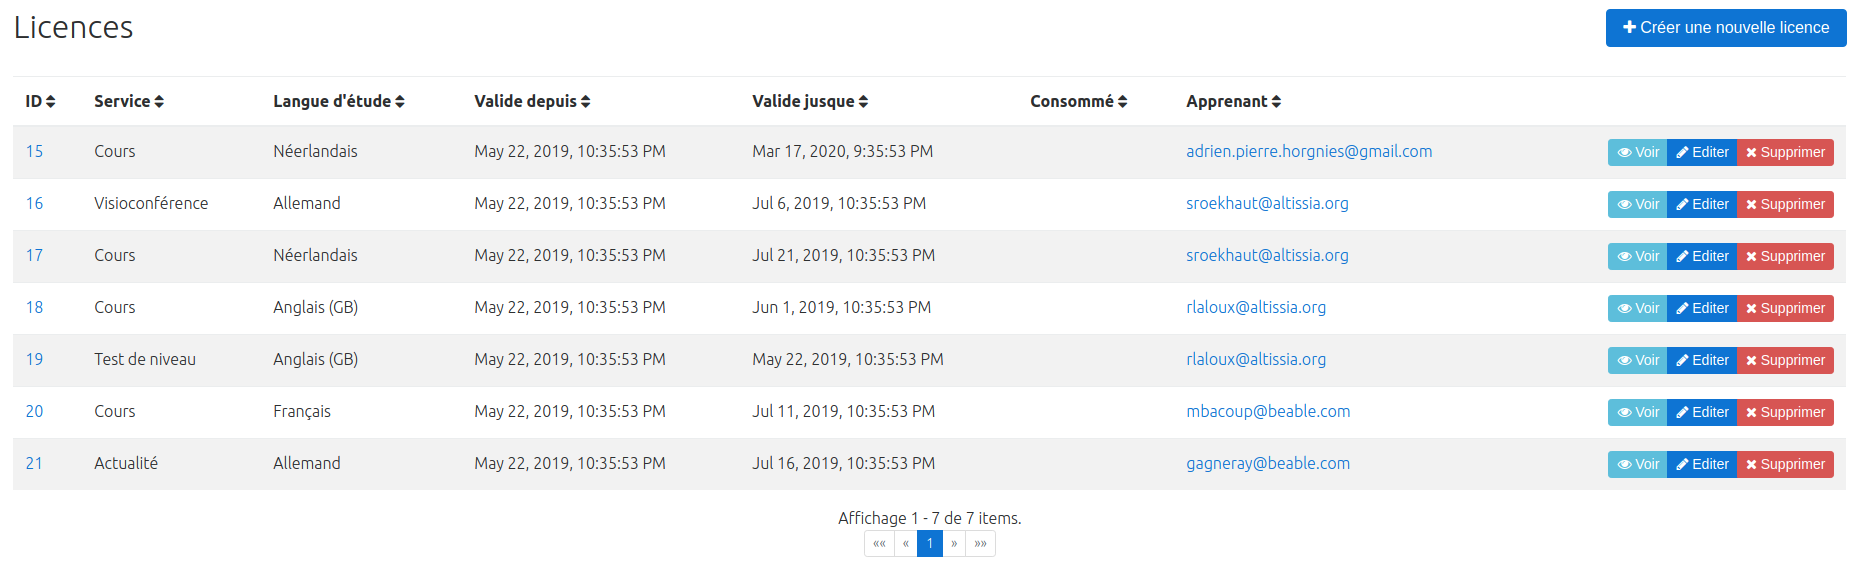 Licences
Créer une nouvelle licence
ID Service Langue d'étude Valide depuis Valide jusque Consommé Apprenant
15 Cours Néerlandais May 22, 2019, 10:35:53 PM Mar 17, 2020, 9:35:53 PM adrien.pierre.horgnies@gmail.com Voir Editer Supprimer
16 Visioconférence Allemand May 22, 2019, 10:35:53 PM Jul 6, 2019, 10:35:53 PM sroekhaut@altissia.org Voir Editer Supprimer
17 Cours Néerlandais May 22, 2019, 10:35:53 PM Jul 21, 2019, 10:35:53 PM sroekhaut@altissia.org Voir Editer Supprimer
18 Cours Anglais (GB) May 22, 2019, 10:35:53 PM Jun 1, 2019, 10:35:53 PM rlaloux@altissia.org Voir Editer Supprimer
19 Test de niveau Anglais (GB) May 22, 2019, 10:35:53 PM May 22, 2019, 10:35:53 PM rlaloux@altissia.org Voir Editer Supprimer
20 Cours Français May 22, 2019, 10:35:53 PM Jul 11, 2019, 10:35:53 PM mbacoup@beable.com Voir Editer Supprimer
21 Actualité Allemand May 22, 2019, 10:35:53 PM Jul 16, 2019, 10:35:53 PM gagneray@beable.com Voir Editer Supprimer
Affichage 1 - 7 de 7 items.
«« « 1 » »»